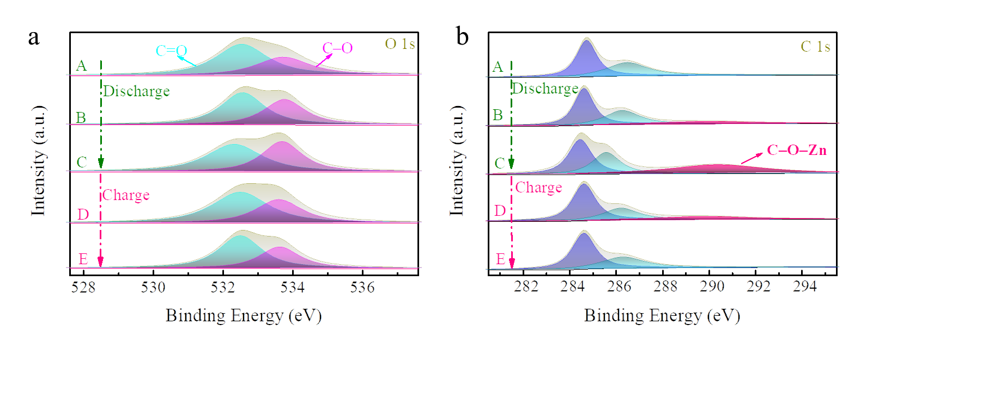 a
O 1s
C=O
C–O
A
Discharge
B
C
Charge
D
E
528 530 532 534 536
Binding Energy (eV)
Intensity (a.u.)
b
C 1s
A
Discharge
B
C–O–Zn
C
Charge
D
E
282 284 286 288 290 292 294
Binding Energy (eV)
Intensity (a.u.)